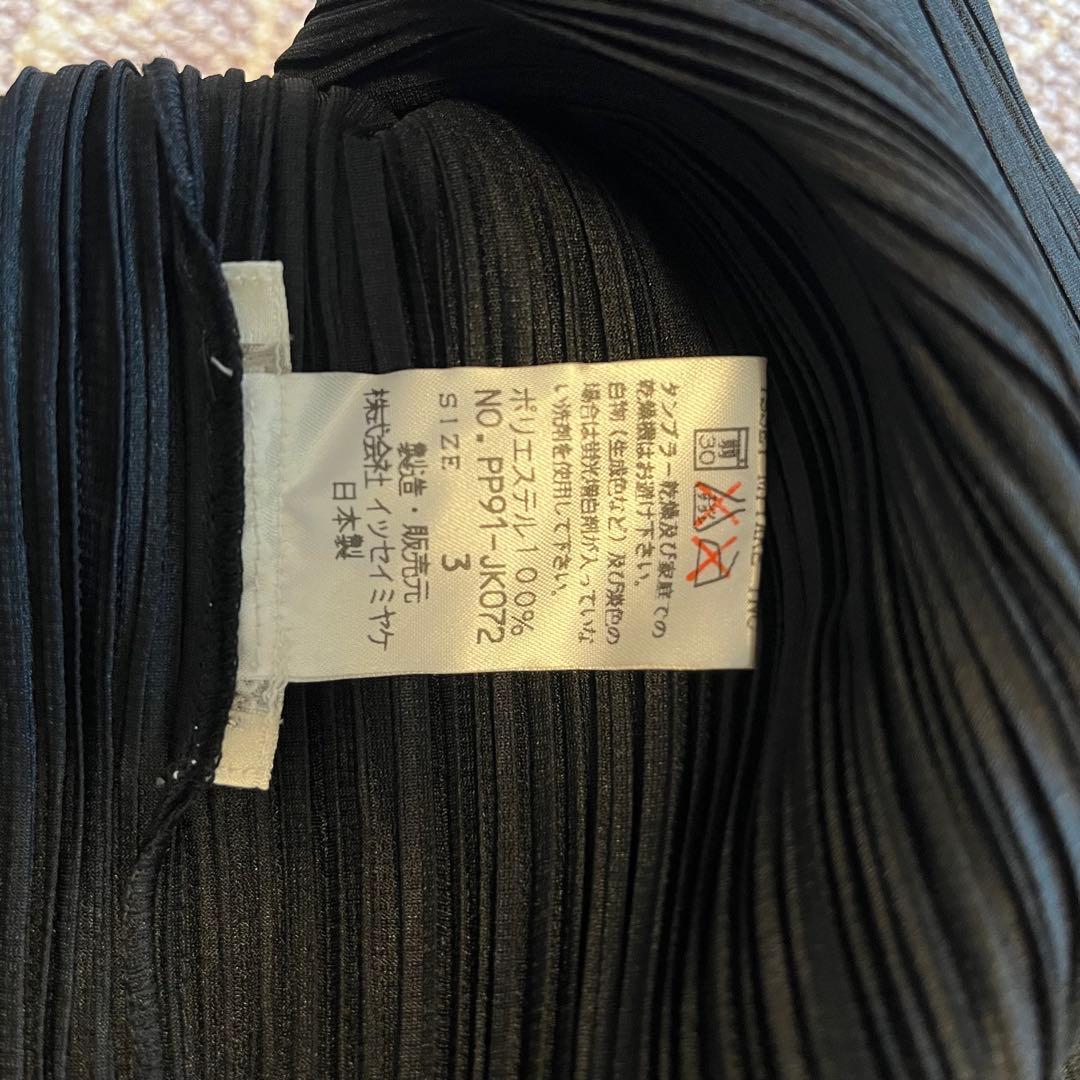 弱
30
タンブラー乾燥及び家庭での
乾燥機はお避け下さい。
白物(生成色など)及び淡色の
場合は蛍光増白剤が入っていな
い洗剤を使用して下さい。
ポリエステル100%
NO. PP91-JK072
SIZE 3
製造・販売元
株式会社 イッセイミヤケ
日本製